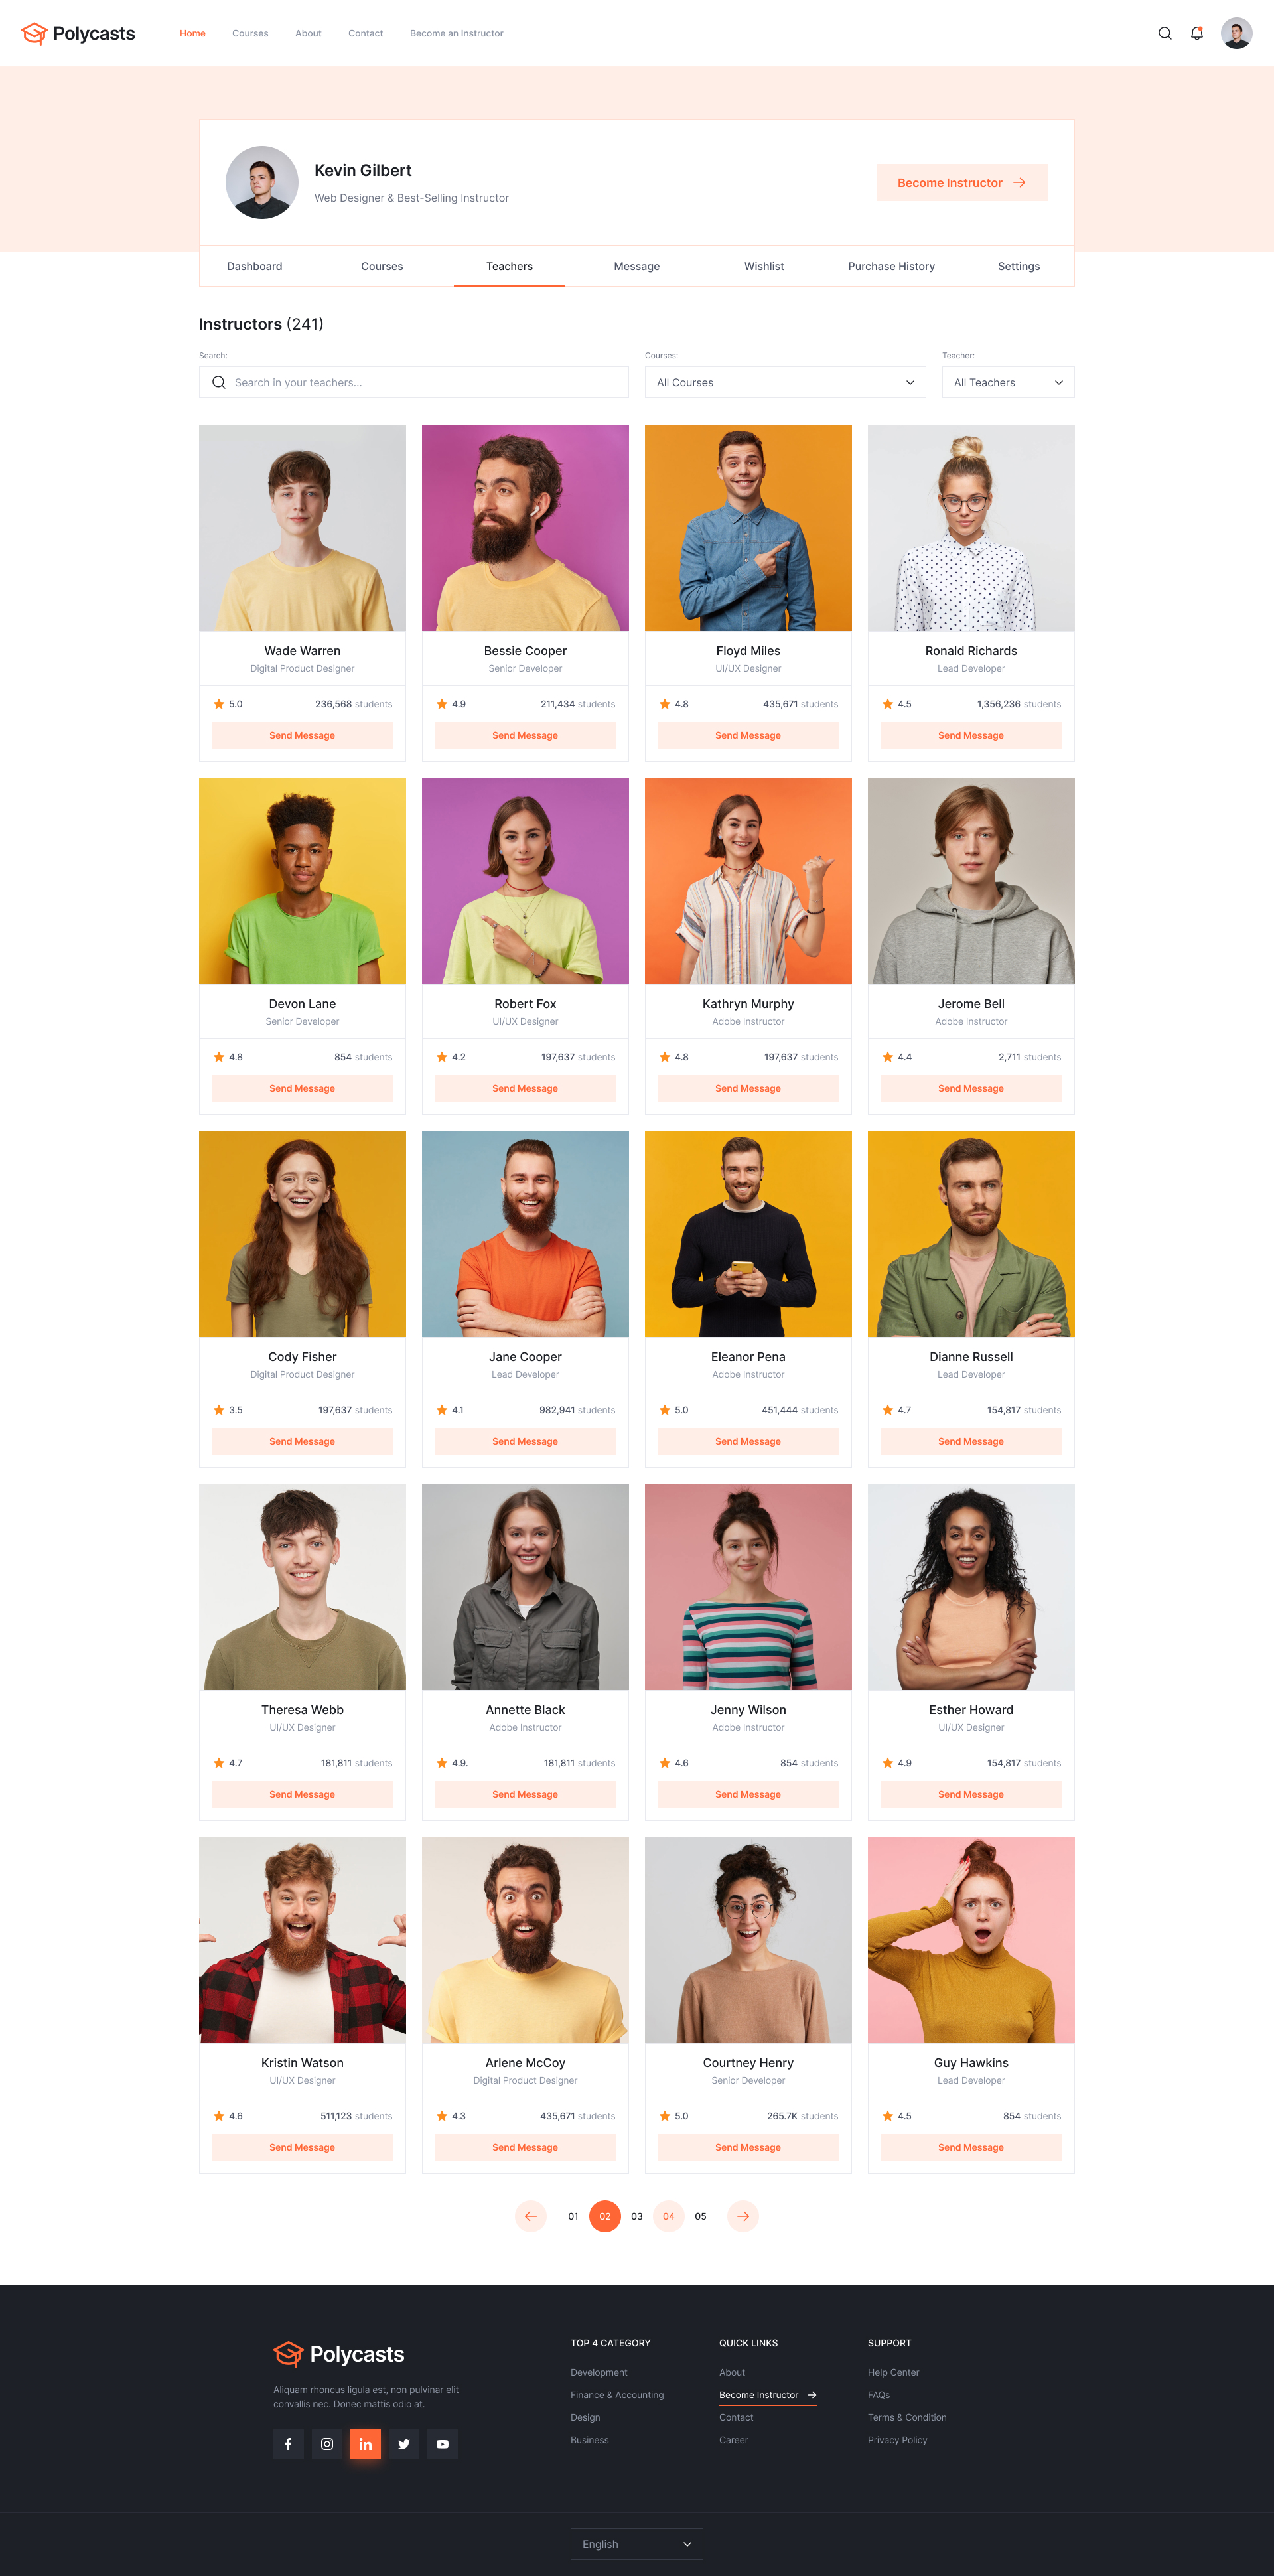 Polycasts
Home Courses About Contact Become an Instructor
Kevin Gilbert
Web Designer & Best-Selling Instructor
Become Instructor
Dashboard Courses Teachers Message Wishlist Purchase History Settings
Instructors (241)
Search: Courses: Teacher:
Search in your teachers... All Courses All Teachers
Wade Warren Bessie Cooper Floyd Miles Ronald Richards
Digital Product Designer Senior Developer UI/UX Designer Lead Developer
5.0 236,568 students 4.9 211,434 students 4.8 435,671 students 4.5 1,356,236 students
Send Message Send Message Send Message Send Message
Devon Lane Robert Fox Kathryn Murphy Jerome Bell
Senior Developer UI/UX Designer Adobe Instructor Adobe Instructor
4.8 854 students 4.2 197,637 students 4.8 197,637 students 4.4 2,711 students
Send Message Send Message Send Message Send Message
Cody Fisher Jane Cooper Eleanor Pena Dianne Russell
Digital Product Designer Lead Developer Adobe Instructor Lead Developer
3.5 197,637 students 4.1 982,941 students 5.0 451,444 students 4.7 154,817 students
Send Message Send Message Send Message Send Message
Theresa Webb Annette Black Jenny Wilson Esther Howard
UI/UX Designer Adobe Instructor Adobe Instructor UI/UX Designer
4.7 181,811 students 4.9. 181,811 students 4.6 854 students 4.9 154,817 students
Send Message Send Message Send Message Send Message
Kristin Watson Arlene McCoy Courtney Henry Guy Hawkins
UI/UX Designer Digital Product Designer Senior Developer Lead Developer
4.6 511,123 students 4.3 435,671 students 5.0 265.7K students 4.5 854 students
Send Message Send Message Send Message Send Message
01 02 03 04 05
Polycasts
Aliquam rhoncus ligula est, non pulvinar elit
convallis nec. Donec mattis odio at.
TOP 4 CATEGORY
Development
Finance & Accounting
Design
Business
QUICK LINKS
About
Become Instructor
Contact
Career
SUPPORT
Help Center
FAQs
Terms & Condition
Privacy Policy
English